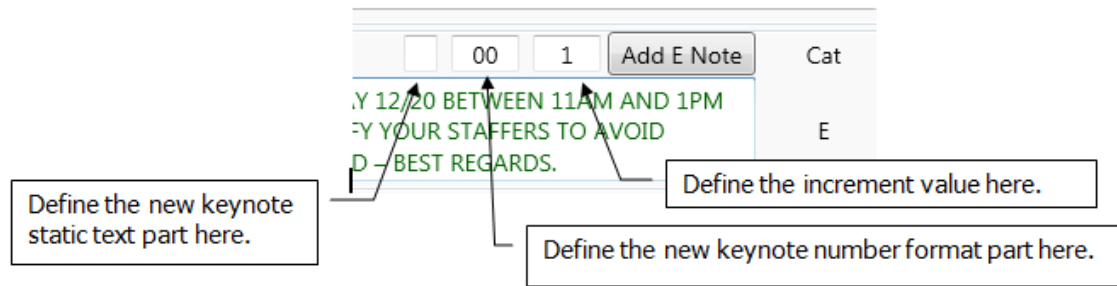 00 1 Add E Note Cat
AY 12/20 BETWEEN 11AM AND 1PM
FY YOUR STAFFERS TO AVOID E
D – BEST REGARDS.
Define the new keynote
static text part here.
Define the increment value here.
Define the new keynote number format part here.